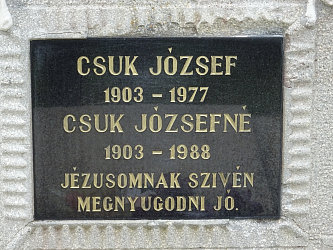 CSUK JÓZSEF
1903 - 1977
CSUK JÓZSEFNÉ
1903 - 1988
JÉZUSOMNAK SZIVÉN
MEGNYUGODNI JÓ.